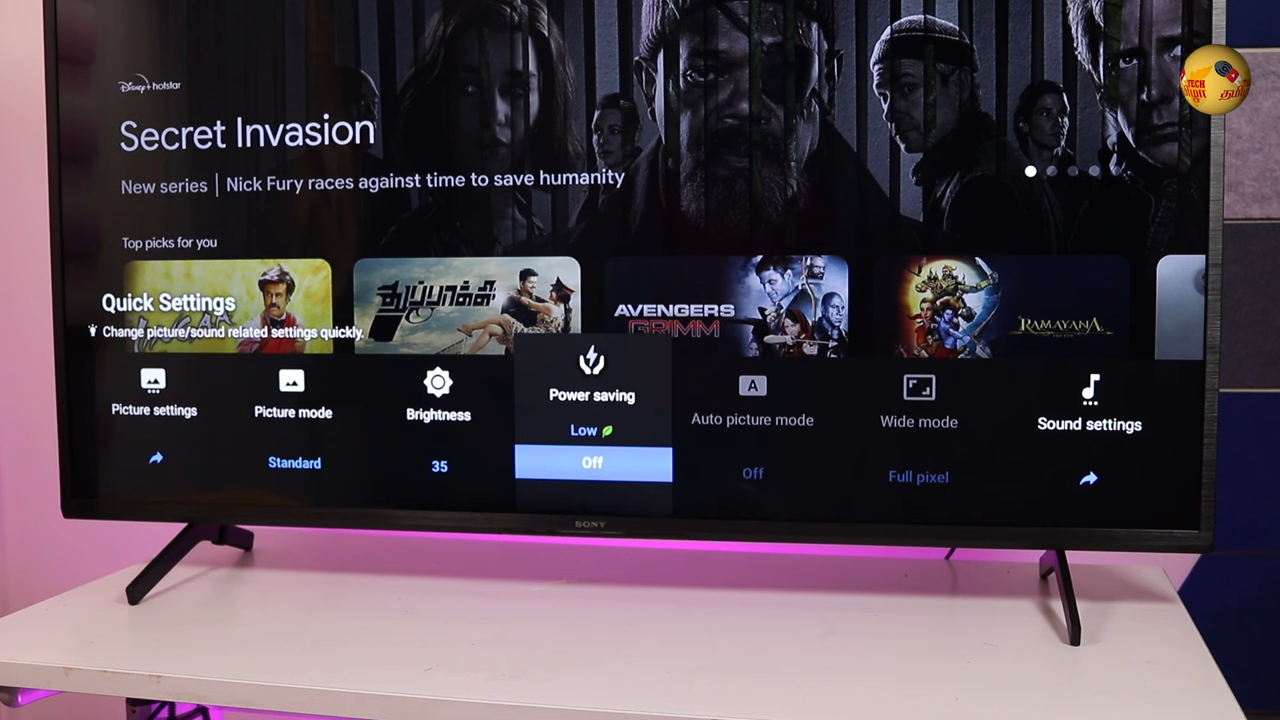 Disney+ hotstar
Secret Invasion
New series | Nick Fury races against time to save humanity
Top picks for you
துப்பாக்கி
AVENGERS
GRIMM
RAMAYANA
Quick Settings
Change picture/sound related settings quickly.
Picture settings
Picture mode
Standard
Brightness
35
Power saving
Low
Off
A
Auto picture mode
Off
Wide mode
Full pixel
Sound settings
SONY
TECH